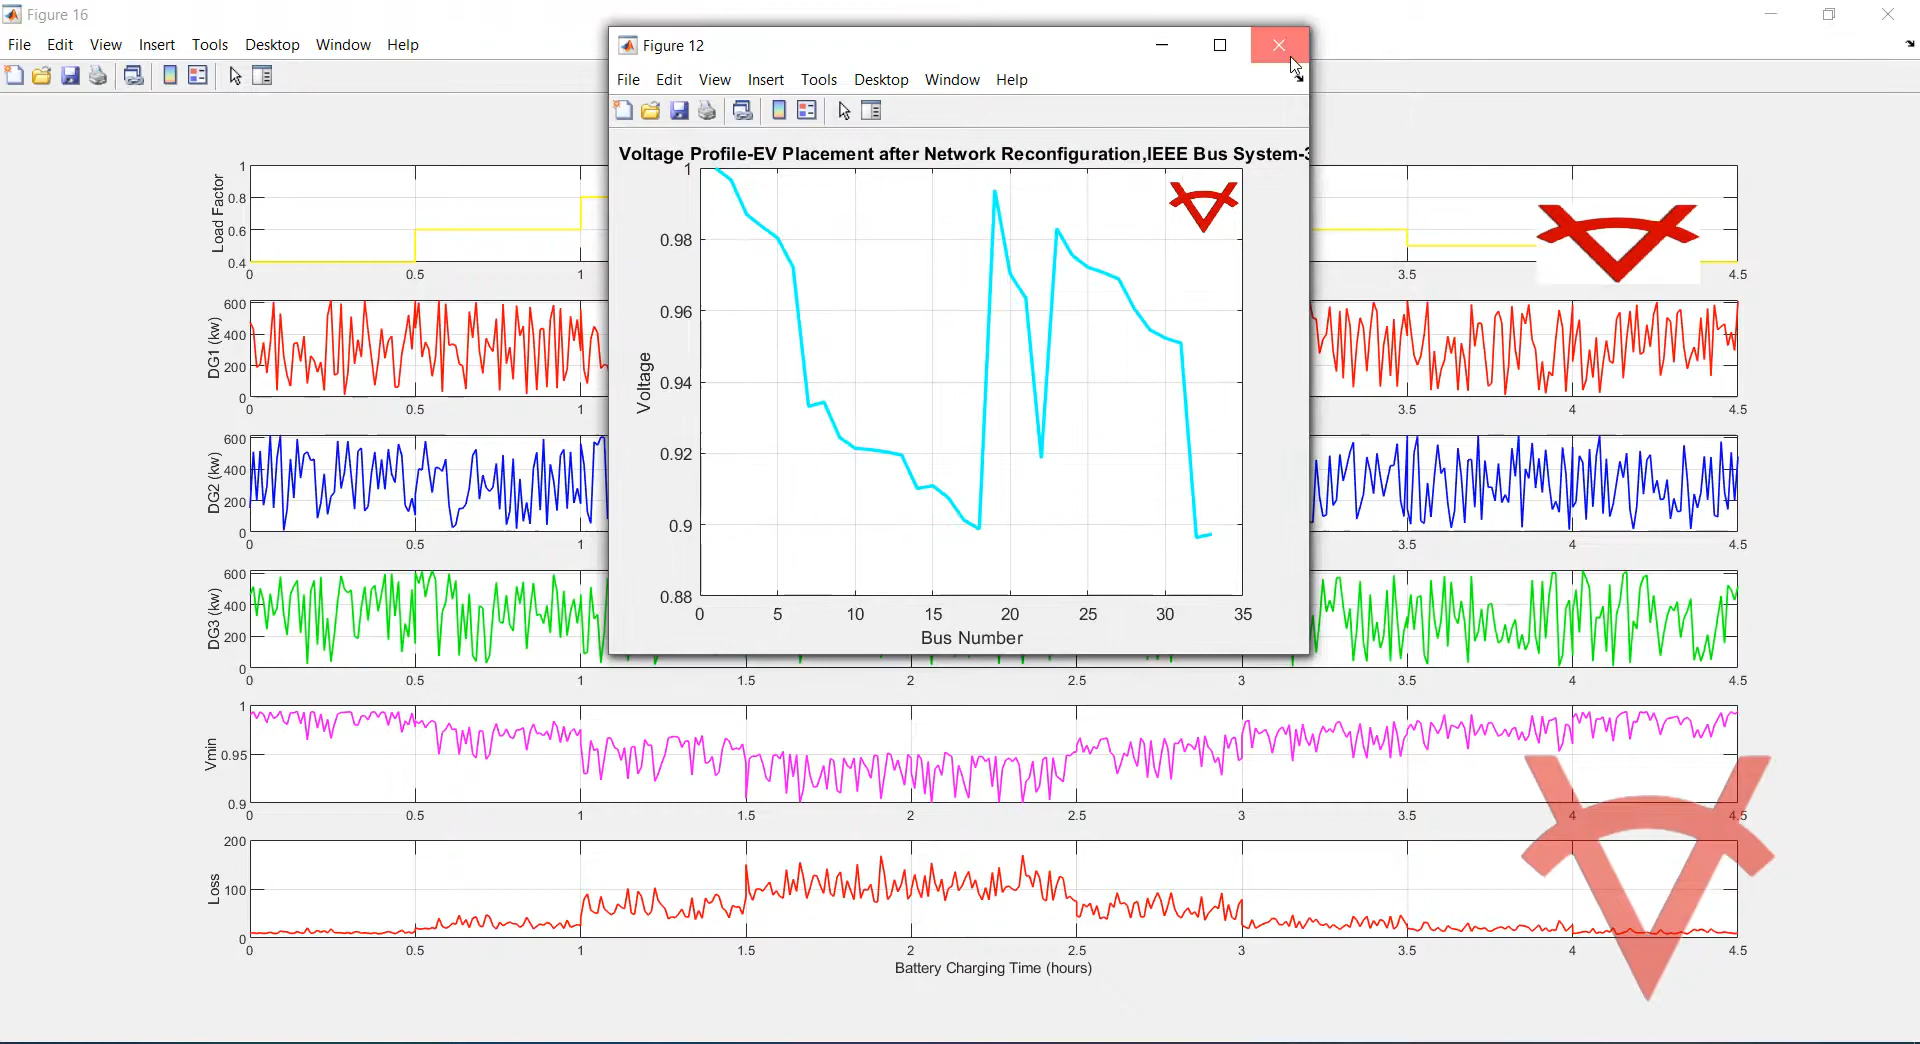 Figure 16
File Edit View Insert Tools Desktop Window Help
Figure 12
File Edit View Insert Tools Desktop Window Help
Voltage Profile-EV Placement after Network Reconfiguration,IEEE Bus System-3
1
0.98
0.96
0.94
0.92
0.9
0.88
Voltage
0 5 10 15 20 25 30 35
Bus Number
Load Factor
1
0.8
0.6
0.4
0 0.5 1 3.5 4.5
DG1 (kw)
600
400
200
0
0 0.5 1 3.5 4 4.5
DG2 (kw)
600
400
200
0
0 0.5 1 3.5 4 4.5
DG3 (kw)
600
400
200
0
0 0.5 1 1.5 2 2.5 3 3.5 4 4.5
Vmin
1
0.95
0.9
0 0.5 1 1.5 2 2.5 3 3.5 4 4.5
Loss
200
100
0
0 0.5 1 1.5 2 2.5 3 3.5 4 4.5
Battery Charging Time (hours)